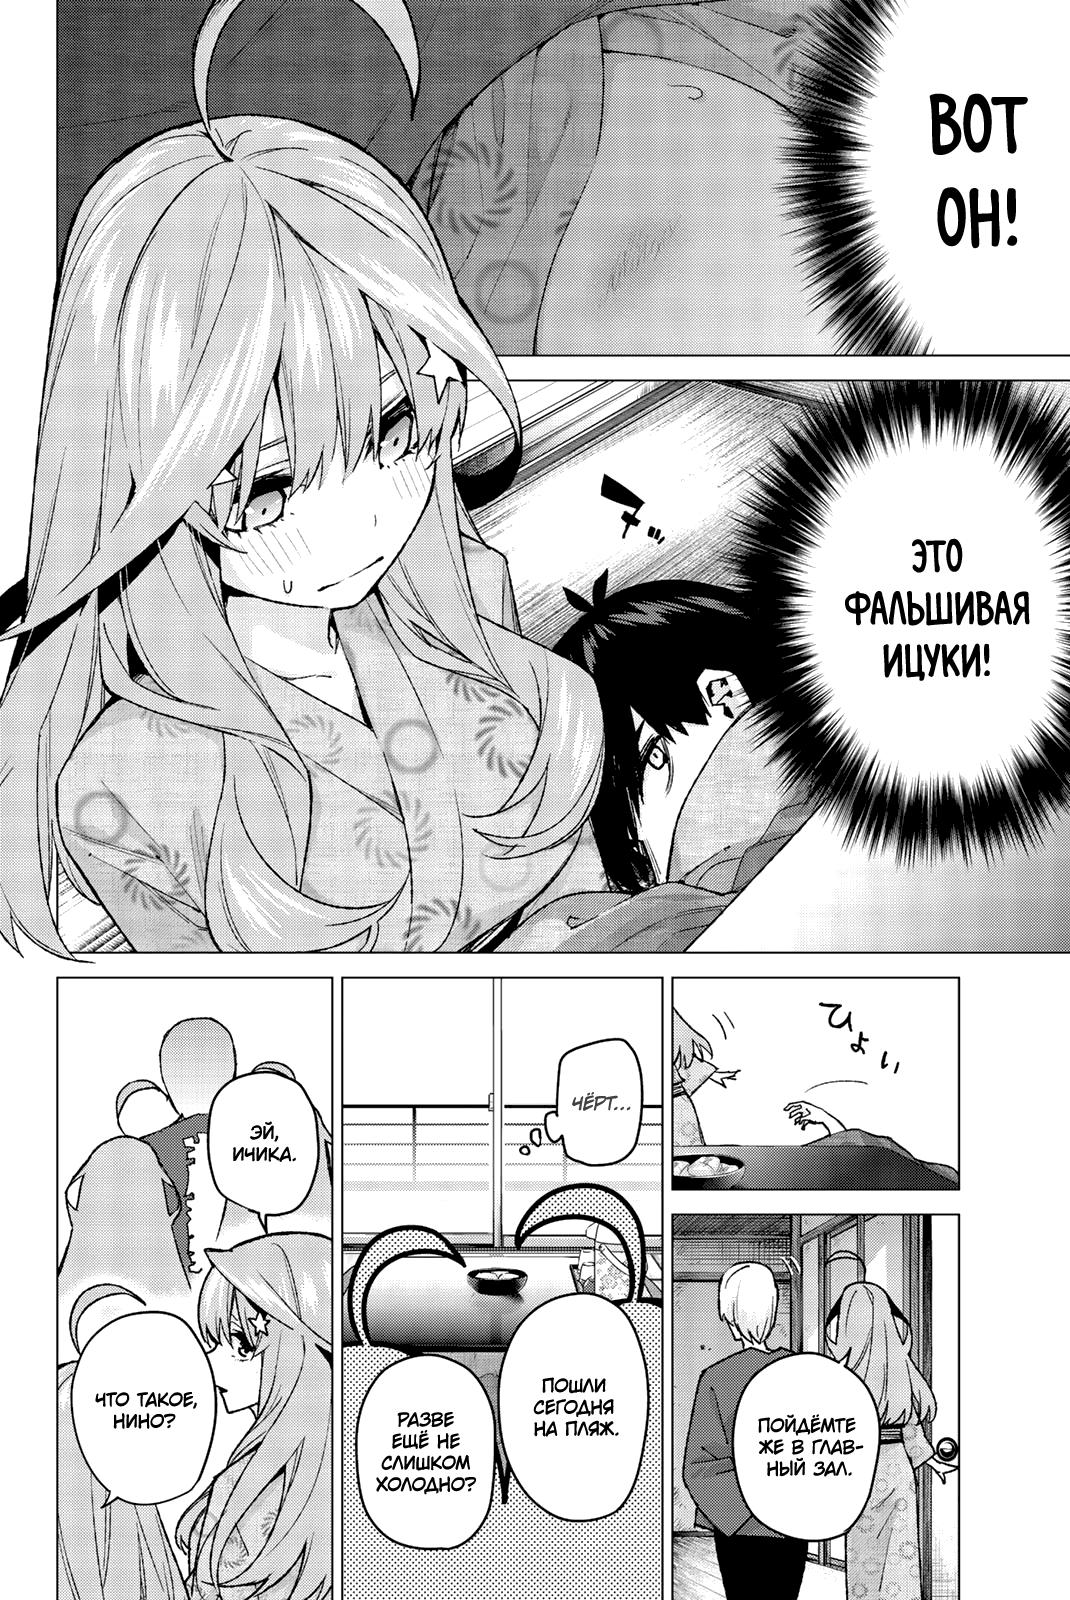 ВОТ
ОН!
ЭТО
ФАЛЬШИВАЯ
ИЦУКИ!
ひょい
ПОЙДЁМТЕ
ЖЕ В ГЛАВ-
НЫЙ ЗАЛ.
ЧЁРТ...
ПОШЛИ
СЕГОДНЯ
НА ПЛЯЖ.
РАЗВЕ
ЕЩЁ НЕ
СЛИШКОМ
ХОЛОДНО?
ЭЙ,
ИЧИКА.
ЧТО ТАКОЕ,
НИНО?